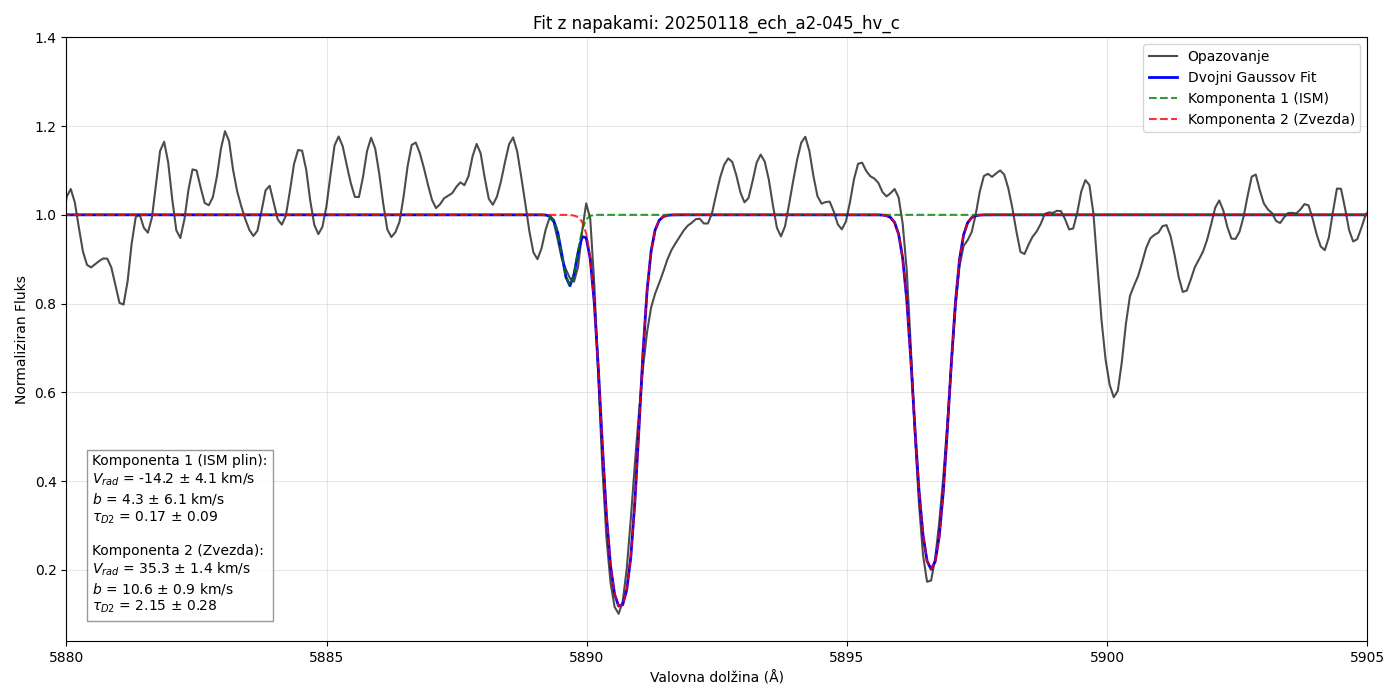 Fit z napakami: 20250118_ech_a2-045_hv_c
1.4
1.2
1.0
0.8
0.6
0.4
0.2
Normaliziran Fluks
Opazovanje
Dvojni Gaussov Fit
Komponenta 1 (ISM)
Komponenta 2 (Zvezda)
Komponenta 1 (ISM plin):
V_rad = -14.2 ± 4.1 km/s
b = 4.3 ± 6.1 km/s
τ_D2 = 0.17 ± 0.09
Komponenta 2 (Zvezda):
V_rad = 35.3 ± 1.4 km/s
b = 10.6 ± 0.9 km/s
τ_D2 = 2.15 ± 0.28
5880 5885 5890 5895 5900 5905
Valovna dolžina (Å)